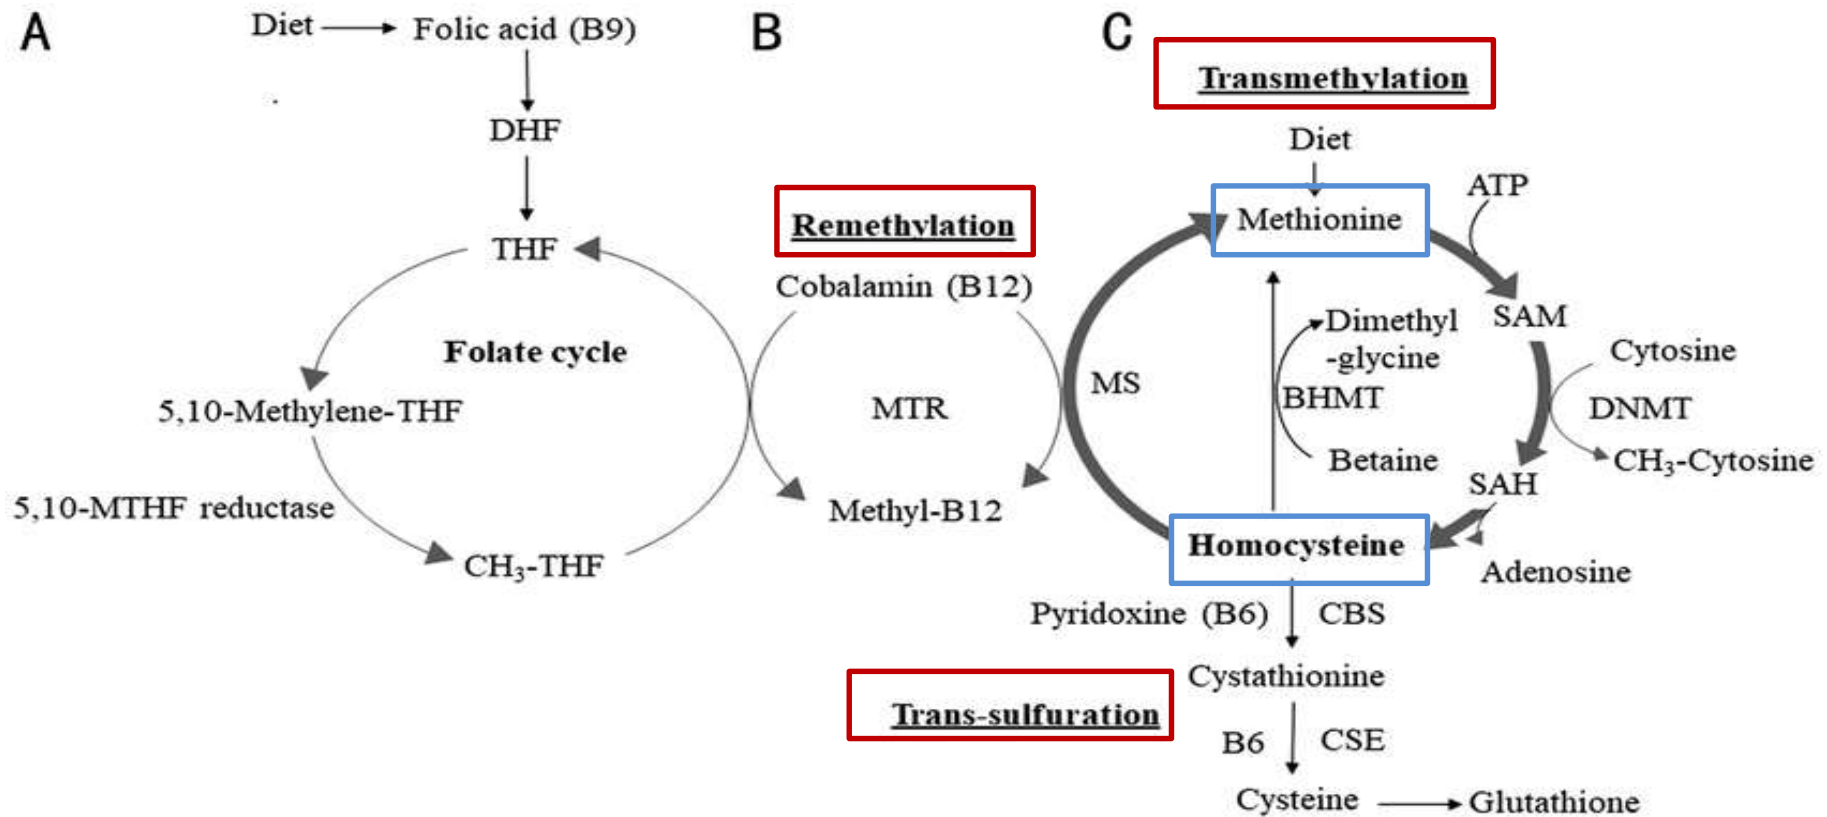 A
Diet
Folic acid (B9)
DHF
THF
Folate cycle
5,10-Methylene-THF
5,10-MTHF reductase
CH₃-THF
B
Remethylation
Cobalamin (B12)
MTR
Methyl-B12
C
Transmethylation
Diet
Methionine
ATP
SAM
Cytosine
DNMT
CH₃-Cytosine
SAH
Adenosine
MS
Dimethyl
-glycine
BHMT
Betaine
Homocysteine
Pyridoxine (B6)
CBS
Cystathionine
Trans-sulfuration
B6
CSE
Cysteine
Glutathione